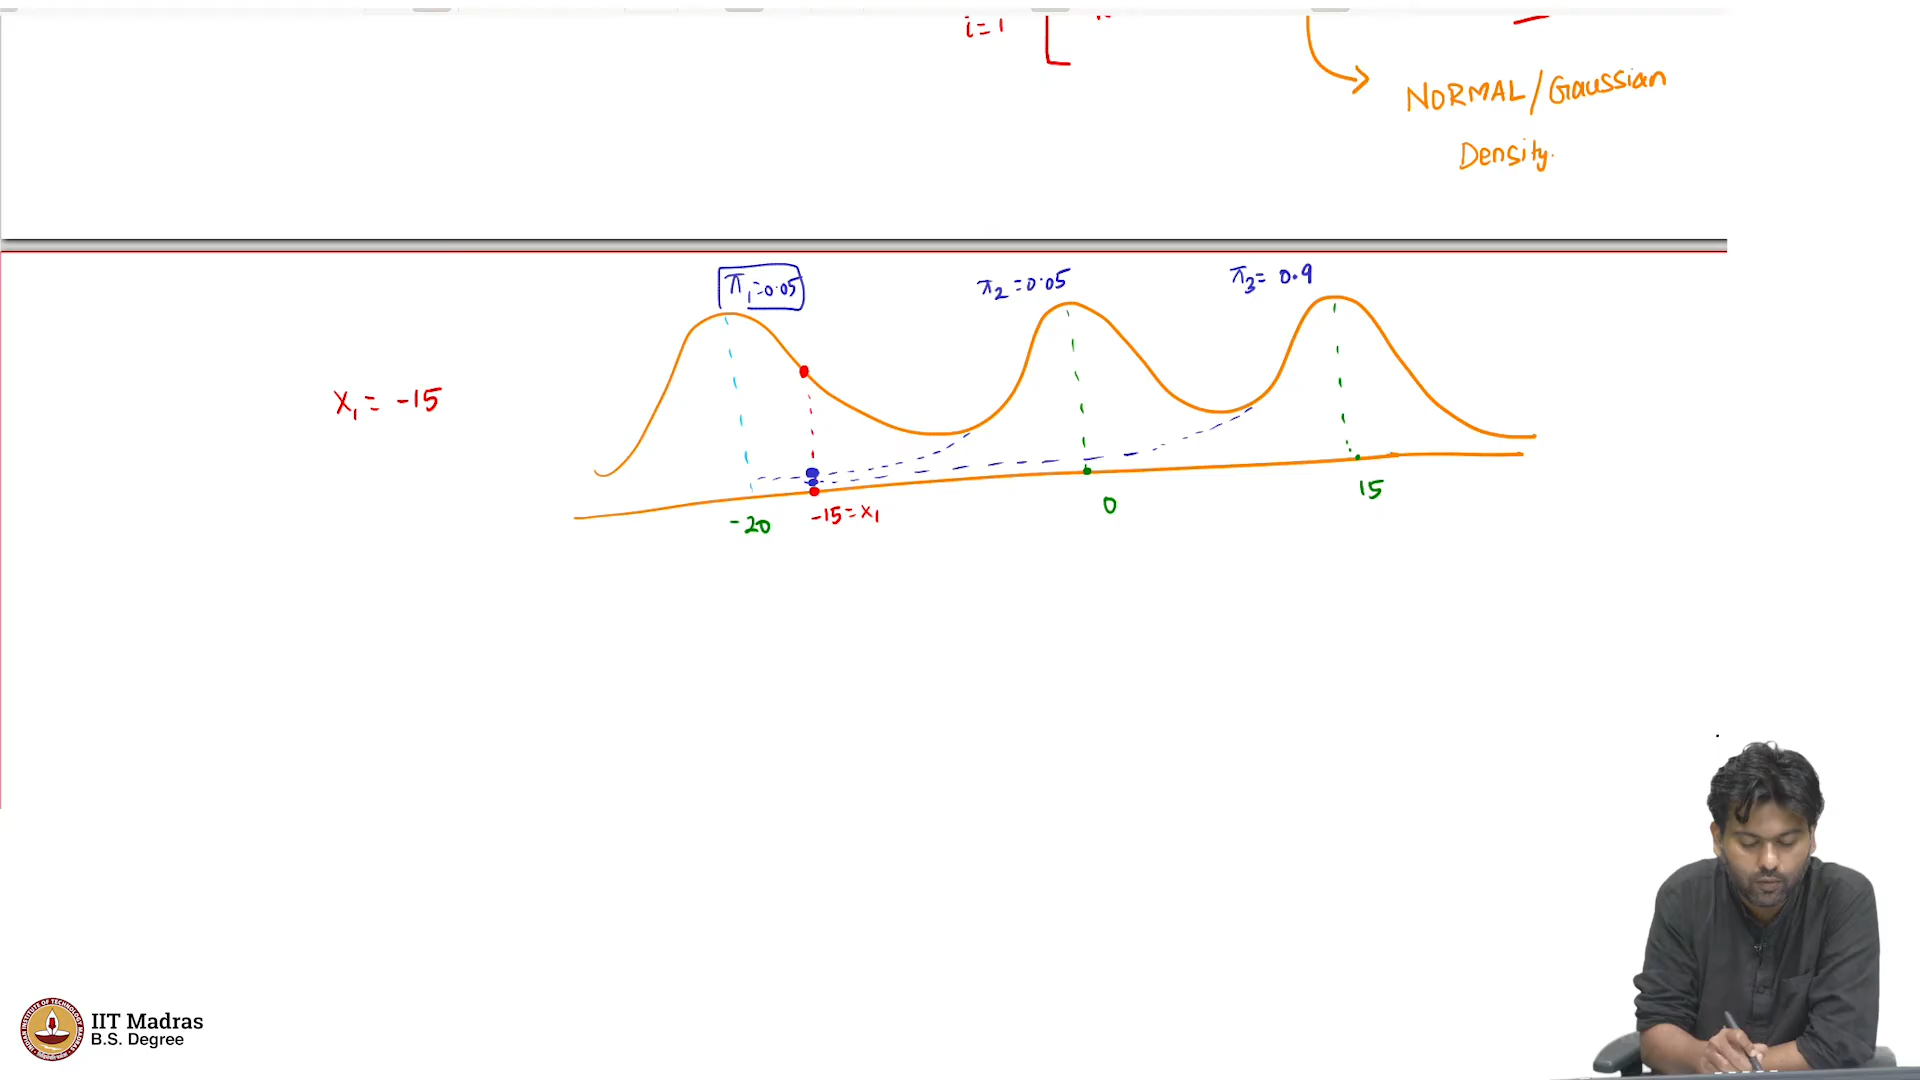 i=1
NORMAL/Gaussian
Density.
π₁=0.05
π₂=0.05
π₃= 0.9
x₁= -15
-20
-15=x₁
0
15
IIT Madras
B.S. Degree